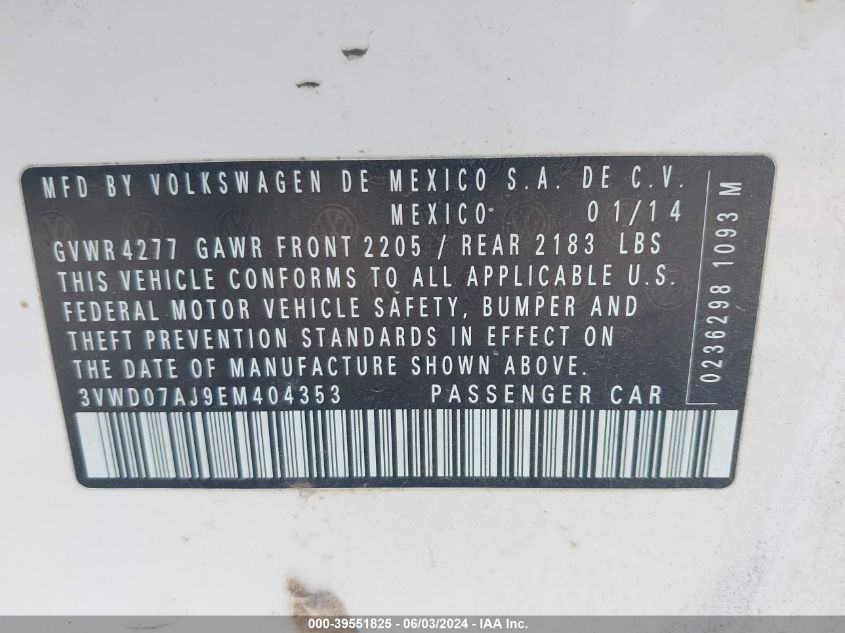 MFD BY VOLKSWAGEN DE MEXICO S.A. DE C.V.
MEXICO 01/14
GVWR 4277 GAWR FRONT 2205 / REAR 2183 LBS
THIS VEHICLE CONFORMS TO ALL APPLICABLE U.S.
FEDERAL MOTOR VEHICLE SAFETY, BUMPER AND
THEFT PREVENTION STANDARDS IN EFFECT ON
THE DATE OF MANUFACTURE SHOWN ABOVE.
3VWD07AJ9EM404353 PASSENGER CAR
0236298 1093 M
000-39551825 - 06/03/2024 - IAA Inc.